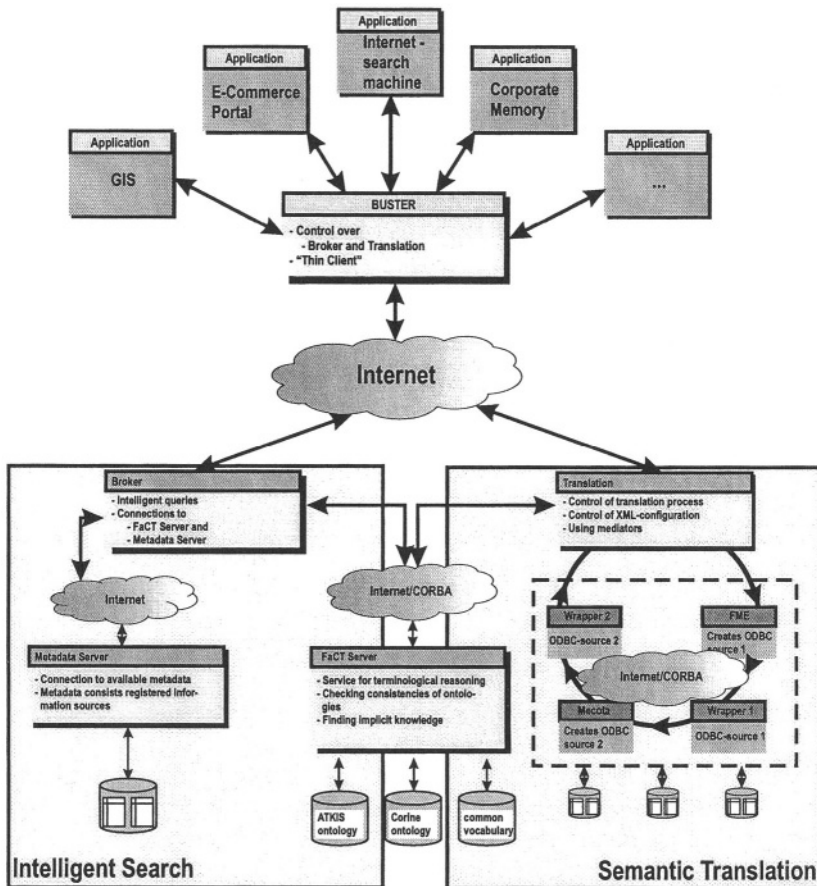 Application
Internet -
search
machine
Application
E-Commerce
Portal
Application
Corporate
Memory
Application
GIS
Application
...
BUSTER
- Control over
- Broker and Translation
- "Thin Client"
Internet
Broker
- Intelligent queries
- Connections to
- FaCT Server and
- Metadata Server
Internet
Metadata Server
- Connection to available metadata
- Metadata consists registered infor-
mation sources
Intelligent Search
Internet/CORBA
FaCT Server
- Service for terminological reasoning
- Checking consistencies of ontolo-
gies
- Finding implicit knowledge
ATKIS
ontology
Corine
ontology
common
vocabulary
Translation
- Control of translation process
- Control of XML-configuration
- Using mediators
Wrapper 2
ODBC-source 2
FME
Creates ODBC
source 1
Internet/CORBA
Mecota
Creates ODBC
source 2
Wrapper 1
ODBC-source 1
Semantic Translation